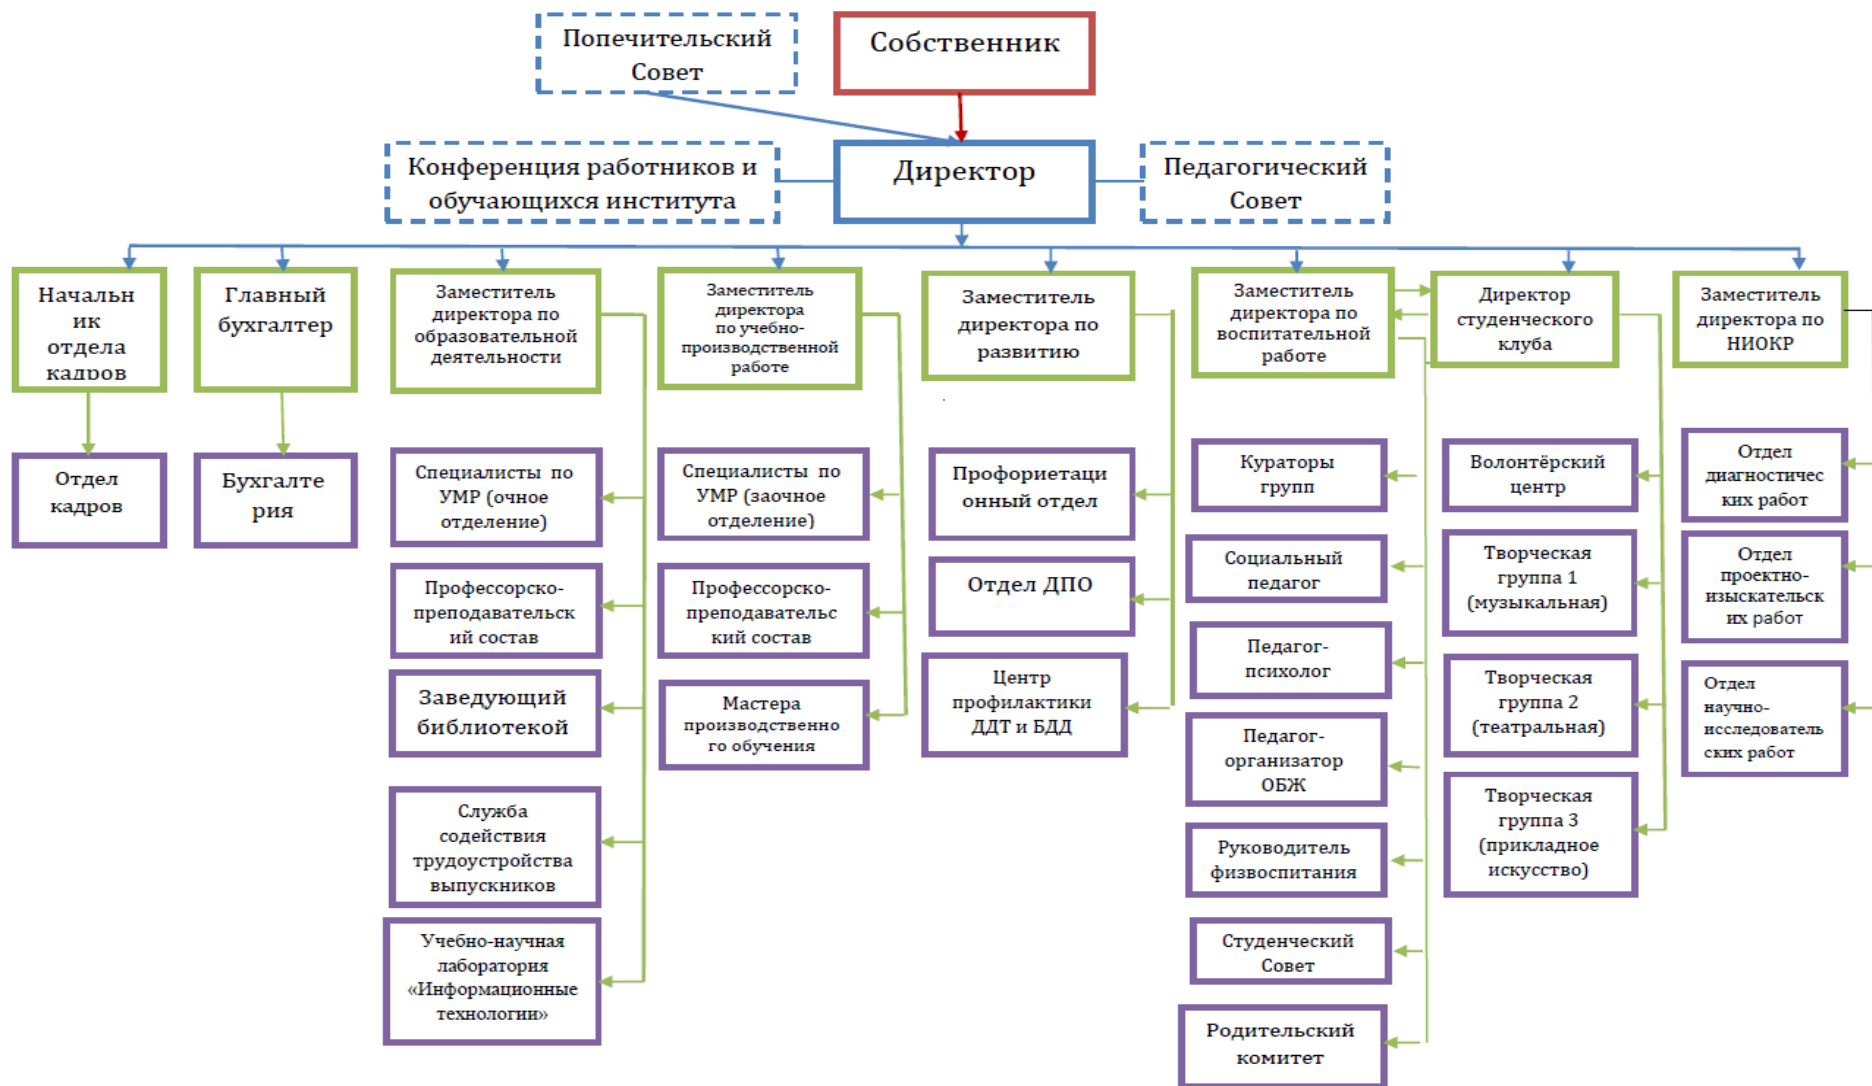 Попечительский
Совет
Собственник
Конференция работников и
обучающихся института
Директор
Педагогический
Совет
Начальн
ик
отдела
кадров
Главный
бухгалтер
Заместитель
директора по
образовательной
деятельности
Заместитель
директора
по учебно-
производственной
работе
Заместитель
директора по
развитию
Заместитель
директора по
воспитательной
работе
Директор
студенческого
клуба
Заместитель
директора по
НИОКР
Отдел
кадров
Бухгалте
рия
Специалисты по
УМР (очное
отделение)
Профессорско-
преподавательск
ий состав
Заведующий
библиотекой
Служба
содействия
трудоустройства
выпускников
Учебно-научная
лаборатория
«Информационные
технологии»
Специалисты по
УМР (заочное
отделение)
Профессорско-
преподавательс
кий состав
Мастера
производственно
го обучения
Профориетаци
онный отдел
Отдел ДПО
Центр
профилактики
ДДТ и БДД
Кураторы
групп
Социальный
педагог
Педагог-
психолог
Педагог-
организатор
ОБЖ
Руководитель
физвоспитания
Студенческий
Совет
Родительский
комитет
Волонтёрский
центр
Творческая
группа 1
(музыкальная)
Творческая
группа 2
(театральная)
Творческая
группа 3
(прикладное
искусство)
Отдел
диагностичес
ких работ
Отдел
проектно-
изыскательск
их работ
Отдел
научно-
исследователь
ских работ